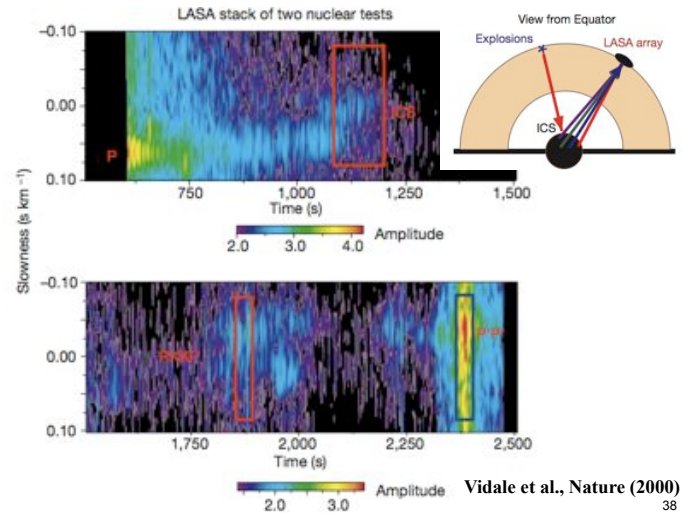 LASA stack of two nuclear tests
View from Equator
Explosions
LASA array
ICS
−0.10
0.00
0.10
P
ICS
750
1,000
1,250
1,500
Time (s)
2.0
3.0
4.0
Amplitude
Slowness (s km⁻¹)
−0.10
0.00
0.10
PKKP
P'P'
1,750
2,000
2,250
2,500
Time (s)
2.0
3.0
Amplitude
Vidale et al., Nature (2000)
38